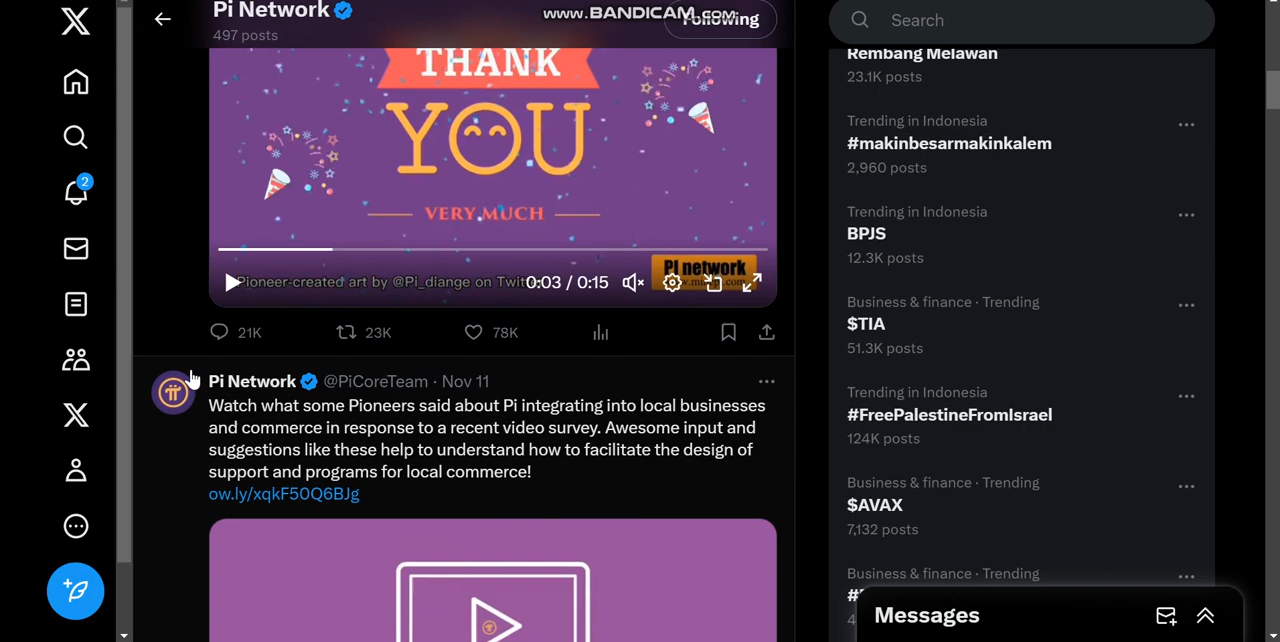 Pi Network
497 posts
www.BANDICAM.com
Following
THANK
YOU
VERY MUCH
Pioneer-created art by @Pi_diange on Twit
0:03 / 0:15
PI network
21K
23K
78K
Pi Network @PiCoreTeam · Nov 11
Watch what some Pioneers said about Pi integrating into local businesses
and commerce in response to a recent video survey. Awesome input and
suggestions like these help to understand how to facilitate the design of
support and programs for local commerce!
ow.ly/xqkF50Q6BJg
2
Search
Rembang Melawan
23.1K posts
Trending in Indonesia
#makinbesarmakinkalem
2,960 posts
Trending in Indonesia
BPJS
12.3K posts
Business & finance · Trending
$TIA
51.3K posts
Trending in Indonesia
#FreePalestineFromIsrael
124K posts
Business & finance · Trending
$AVAX
7,132 posts
Business & finance · Trending
Messages